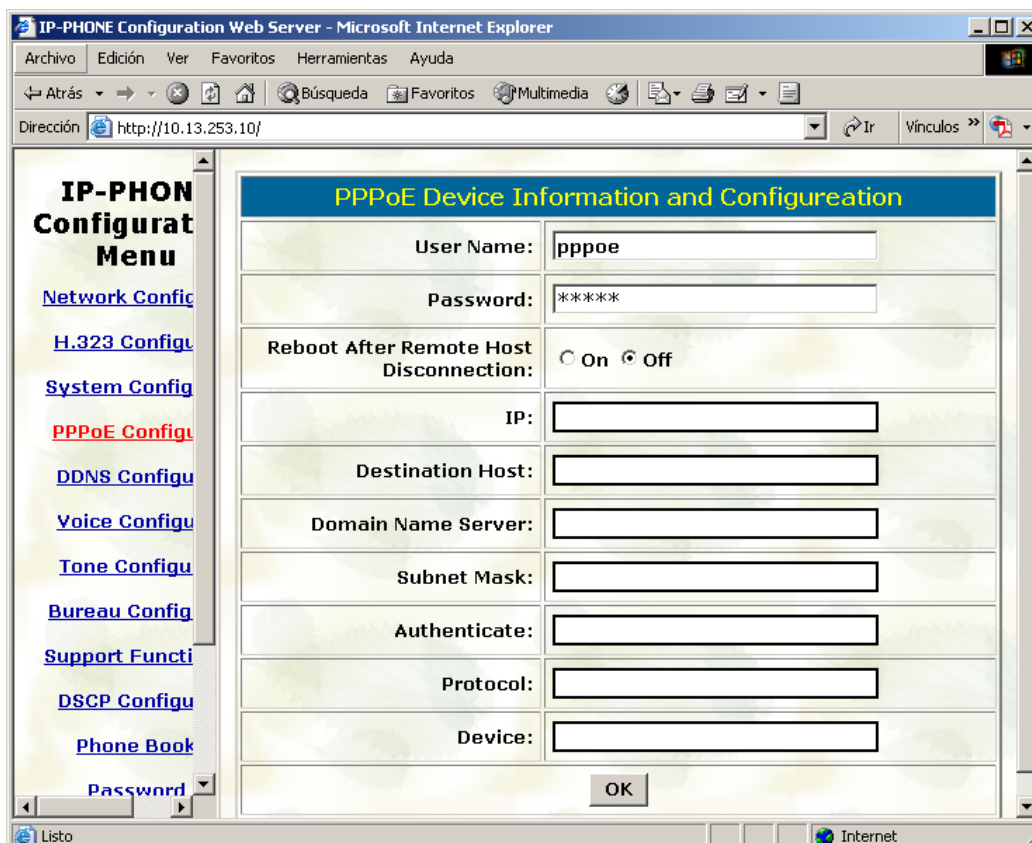 IP-PHONE Configuration Web Server - Microsoft Internet Explorer
Archivo Edición Ver Favoritos Herramientas Ayuda
Atrás Búsqueda Favoritos Multimedia
Dirección http://10.13.253.10/ Ir Vínculos »
IP-PHON
Configurat
Menu
Network Config
H.323 Configu
System Config
PPPoE Configu
DDNS Configu
Voice Configu
Tone Configu
Bureau Config
Support Functi
DSCP Configu
Phone Book
Password
PPPoE Device Information and Configureation
User Name: pppoe
Password: *****
Reboot After Remote Host
Disconnection: On Off
IP:
Destination Host:
Domain Name Server:
Subnet Mask:
Authenticate:
Protocol:
Device:
OK
Listo Internet